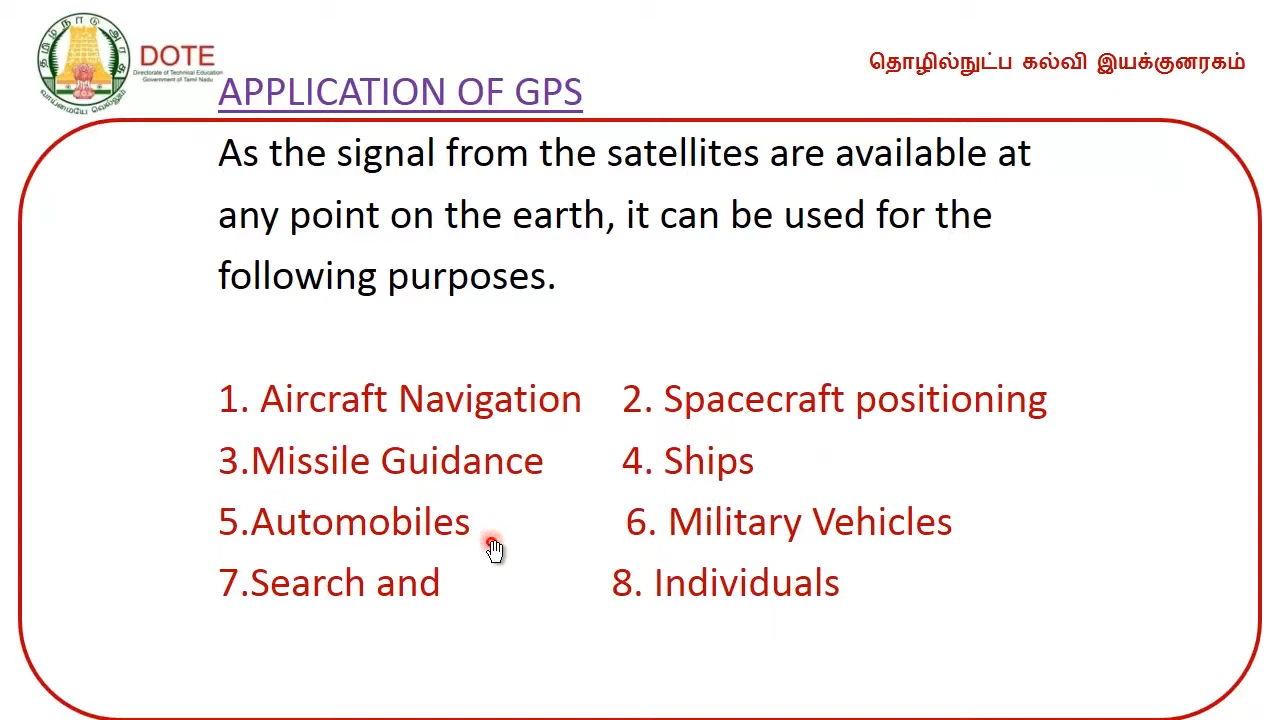 DOTE
Directorate of Technical Education
Government of Tamil Nadu
தொழில்நுட்ப கல்வி இயக்குனரகம்
APPLICATION OF GPS
As the signal from the satellites are available at
any point on the earth, it can be used for the
following purposes.
1. Aircraft Navigation 2. Spacecraft positioning
3.Missile Guidance 4. Ships
5.Automobiles 6. Military Vehicles
7.Search and 8. Individuals